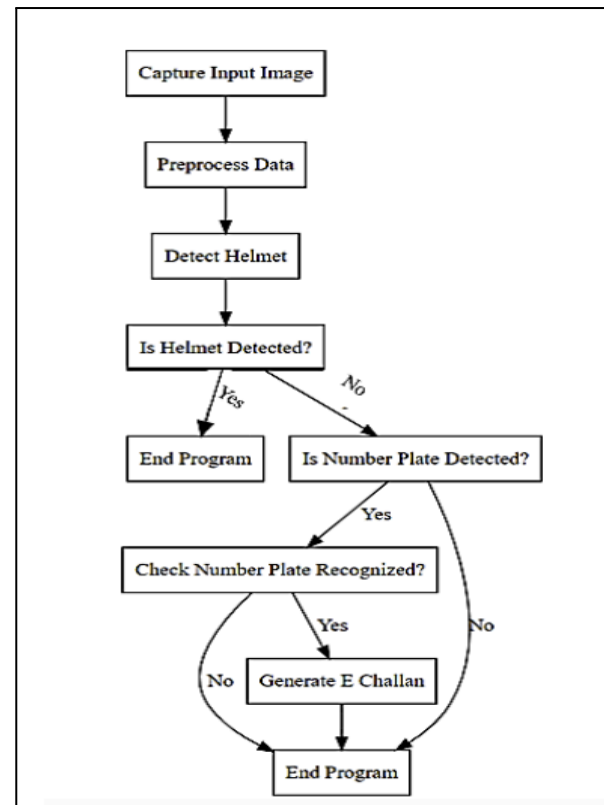 Capture Input Image
Preprocess Data
Detect Helmet
Is Helmet Detected?
Yes
No
End Program
Is Number Plate Detected?
Yes
Check Number Plate Recognized?
Yes
No
No
Generate E Challan
End Program